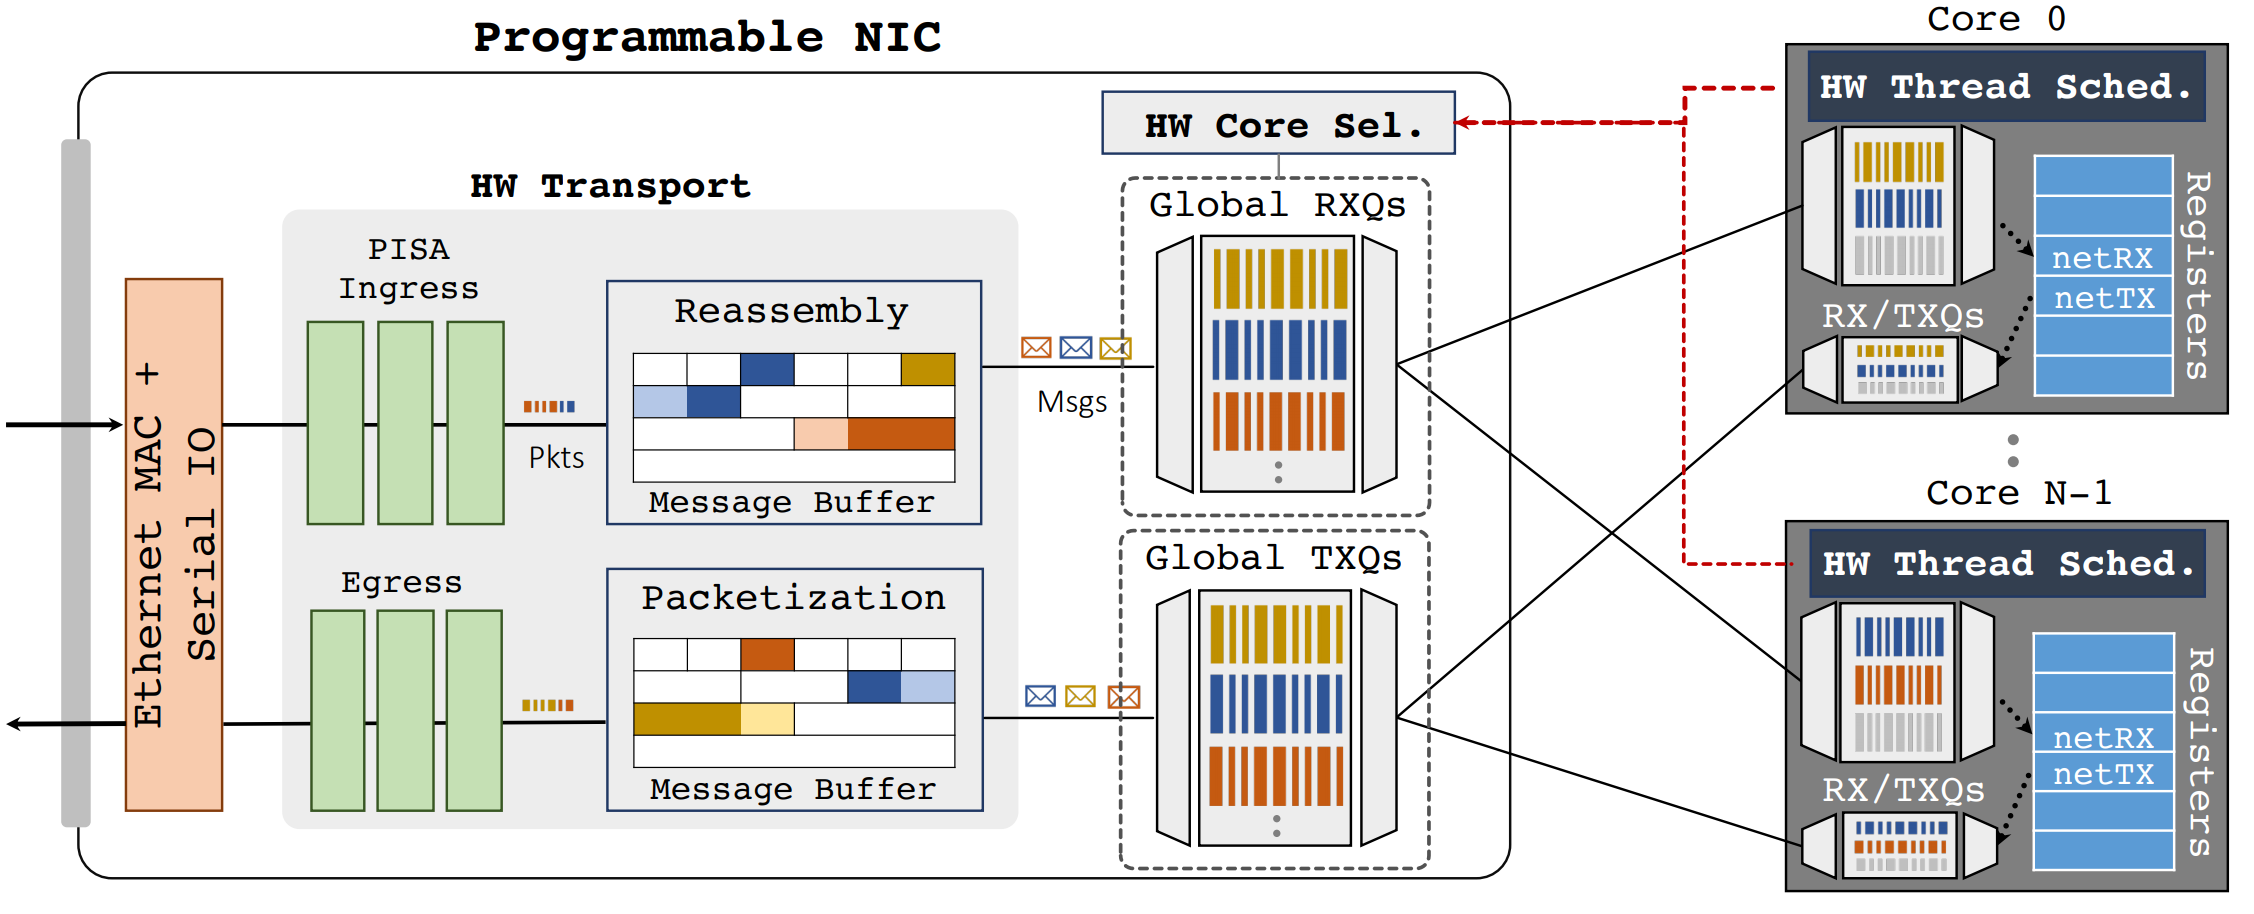 Programmable NIC
Core 0
HW Thread Sched.
HW Core Sel.
HW Transport
Global RXQs
PISA
Ingress
Reassembly
Registers
netRX
netTX
RX/TXQs
Ethernet MAC +
Serial IO
Pkts
Msgs
Message Buffer
Core N-1
HW Thread Sched.
Global TXQs
Egress
Packetization
Registers
netRX
netTX
RX/TXQs
Message Buffer